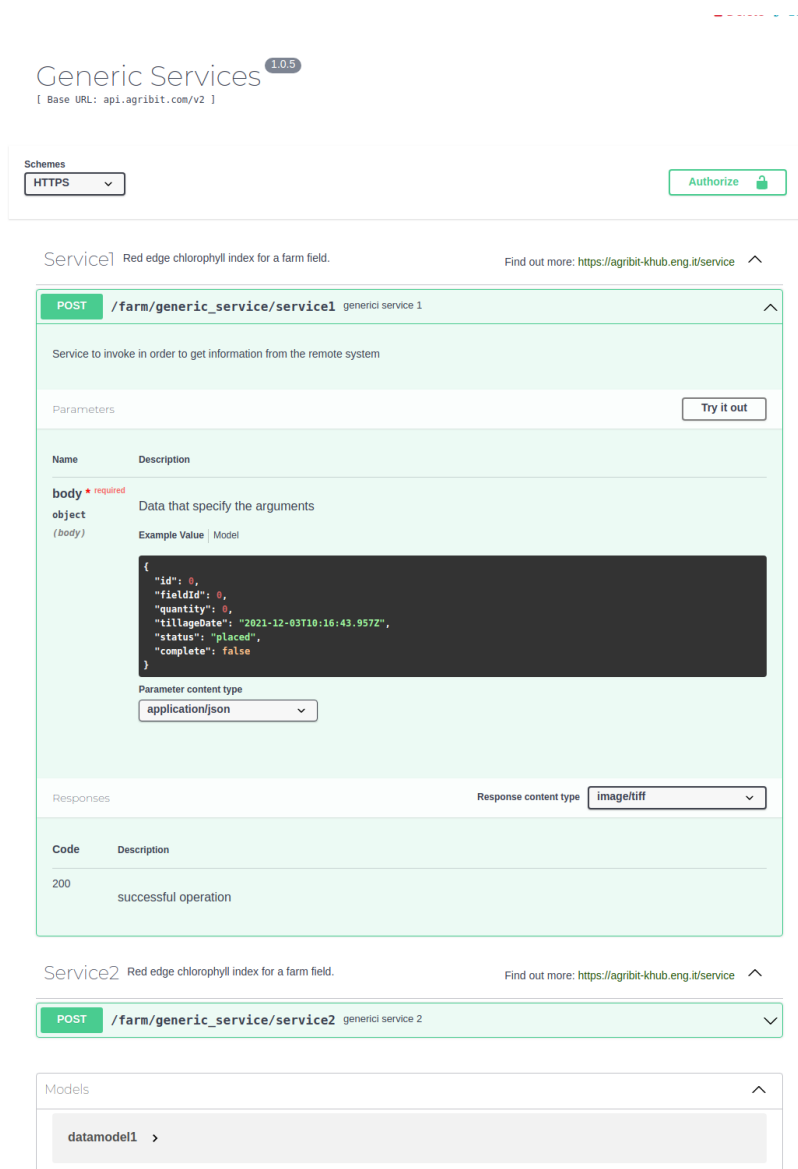 Generic Services 1.0.5
[ Base URL: api.agribit.com/v2 ]
Schemes
HTTPS
Authorize
Service1 Red edge chlorophyll index for a farm field. Find out more: https://agribit-khub.eng.it/service
POST /farm/generic_service/service1 generici service 1
Service to invoke in order to get information from the remote system
Parameters Try it out
Name Description
body * required
object
(body)
Data that specify the arguments
Example Value Model
{
"id": 0,
"fieldId": 0,
"quantity": 0,
"tillageDate": "2021-12-03T10:16:43.957Z",
"status": "placed",
"complete": false
}
Parameter content type
application/json
Responses Response content type image/tiff
Code Description
200
successful operation
Service2 Red edge chlorophyll index for a farm field. Find out more: https://agribit-khub.eng.it/service
POST /farm/generic_service/service2 generici service 2
Models
datamodel1